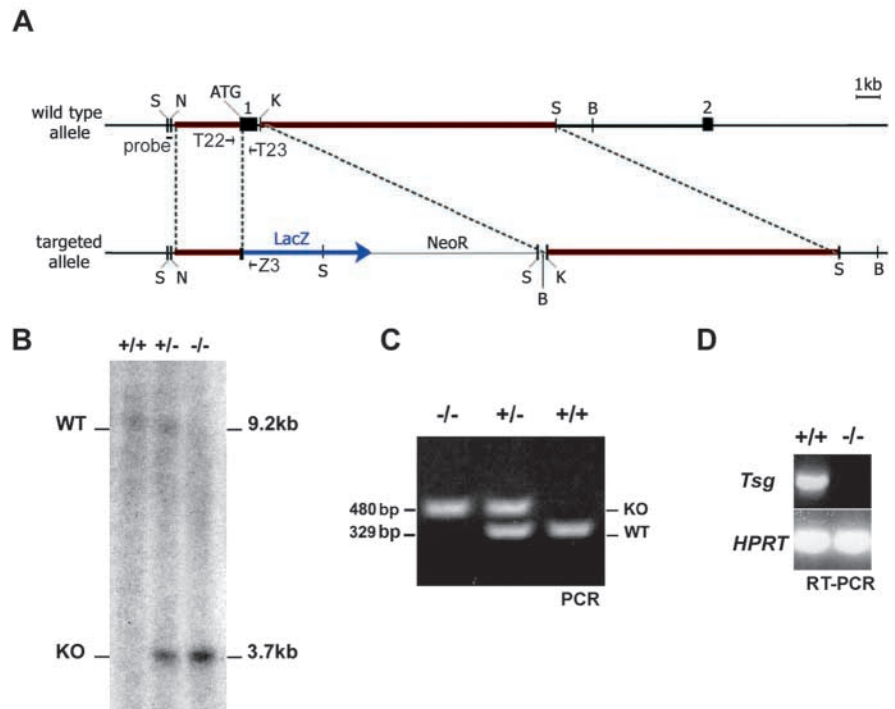 A
1kb
S N ATG 1 K S B 2
wild type
allele
probe T22 T23
targeted
allele
LacZ NeoR
S N Z3 S S B K S B
B
+/+ +/- -/-
WT 9.2kb
KO 3.7kb
C
-/- +/- +/+
480 bp KO
329 bp WT
PCR
D
+/+ -/-
Tsg
HPRT
RT-PCR